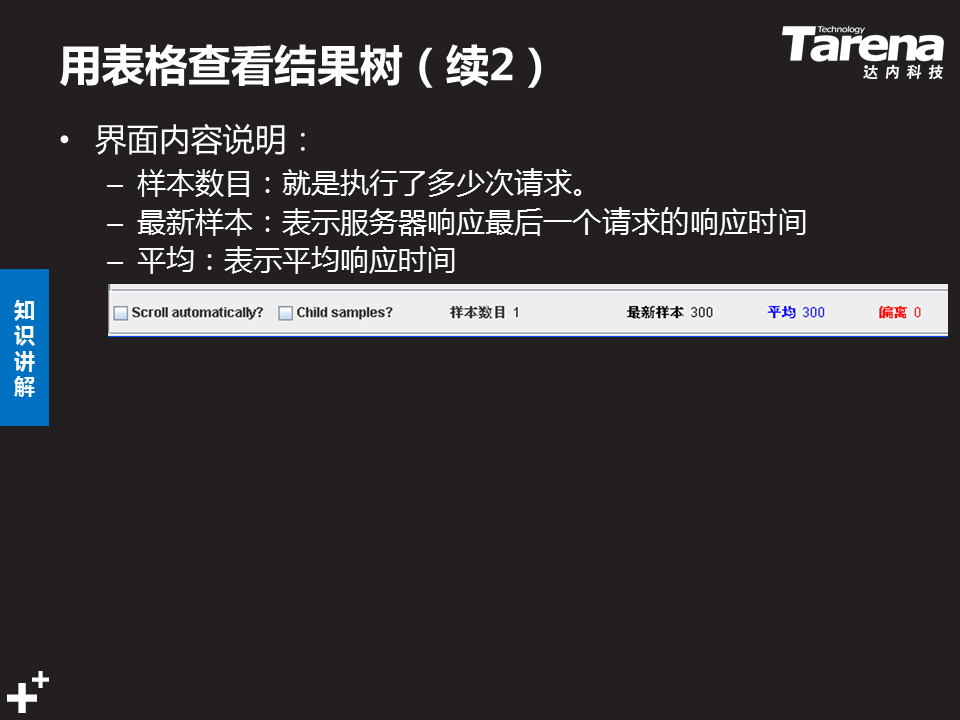 用表格查看结果树（续2）
Technology
Tarena
达内科技
• 界面内容说明：
– 样本数目：就是执行了多少次请求。
– 最新样本：表示服务器响应最后一个请求的响应时间
– 平均：表示平均响应时间
Scroll automatically? Child samples? 样本数目 1 最新样本 300 平均 300 偏离 0
知识讲解